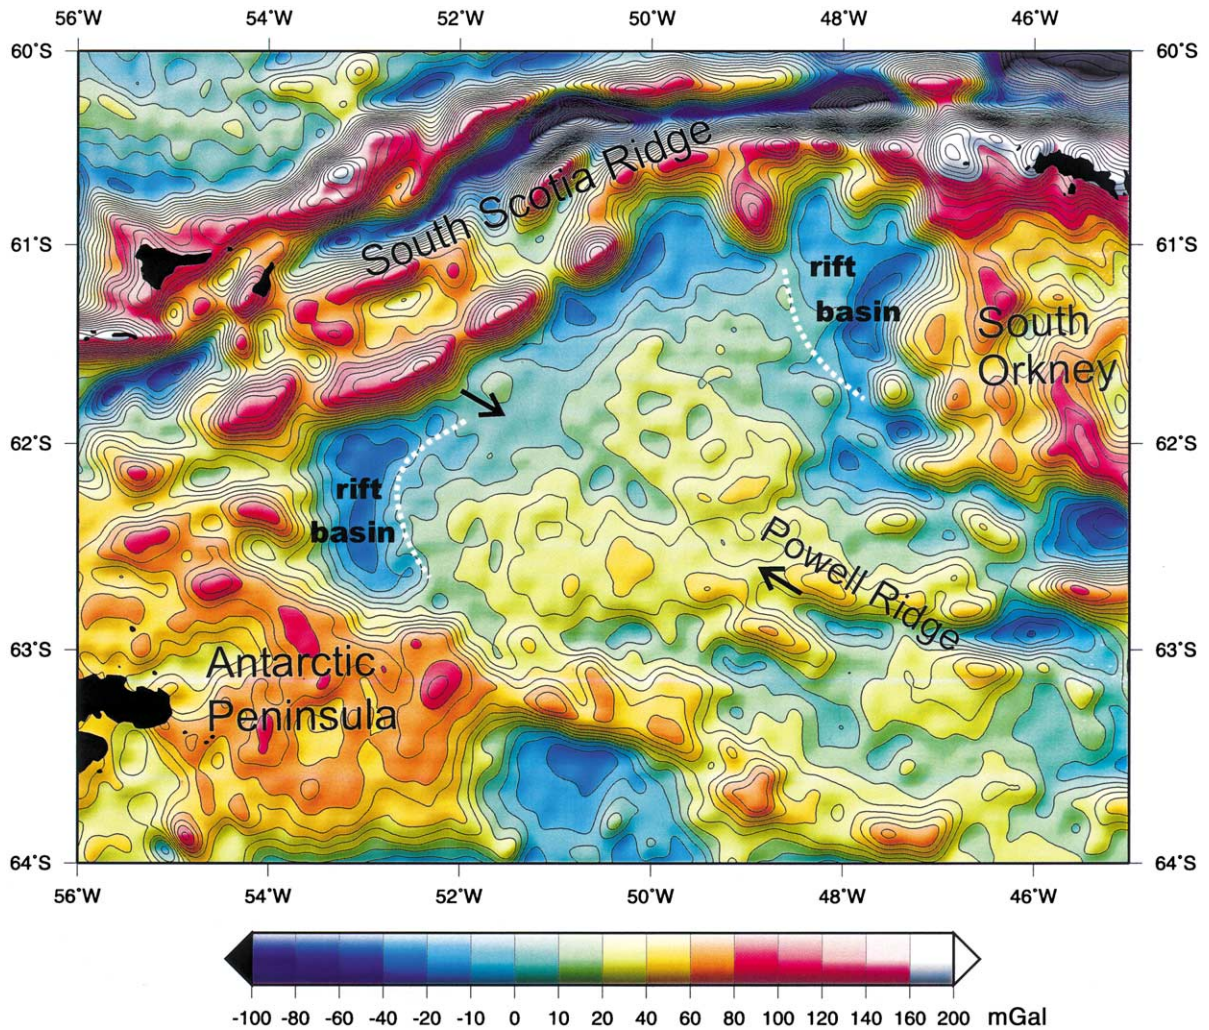 56°W 54°W 52°W 50°W 48°W 46°W
60°S 60°S
South Scotia Ridge
61°S 61°S
rift
basin
South
Orkney
62°S 62°S
rift
basin
Powell Ridge
63°S 63°S
Antarctic
Peninsula
64°S 64°S
56°W 54°W 52°W 50°W 48°W 46°W
-100 -80 -60 -40 -20 -10 0 10 20 40 60 80 100 120 140 160 200 mGal